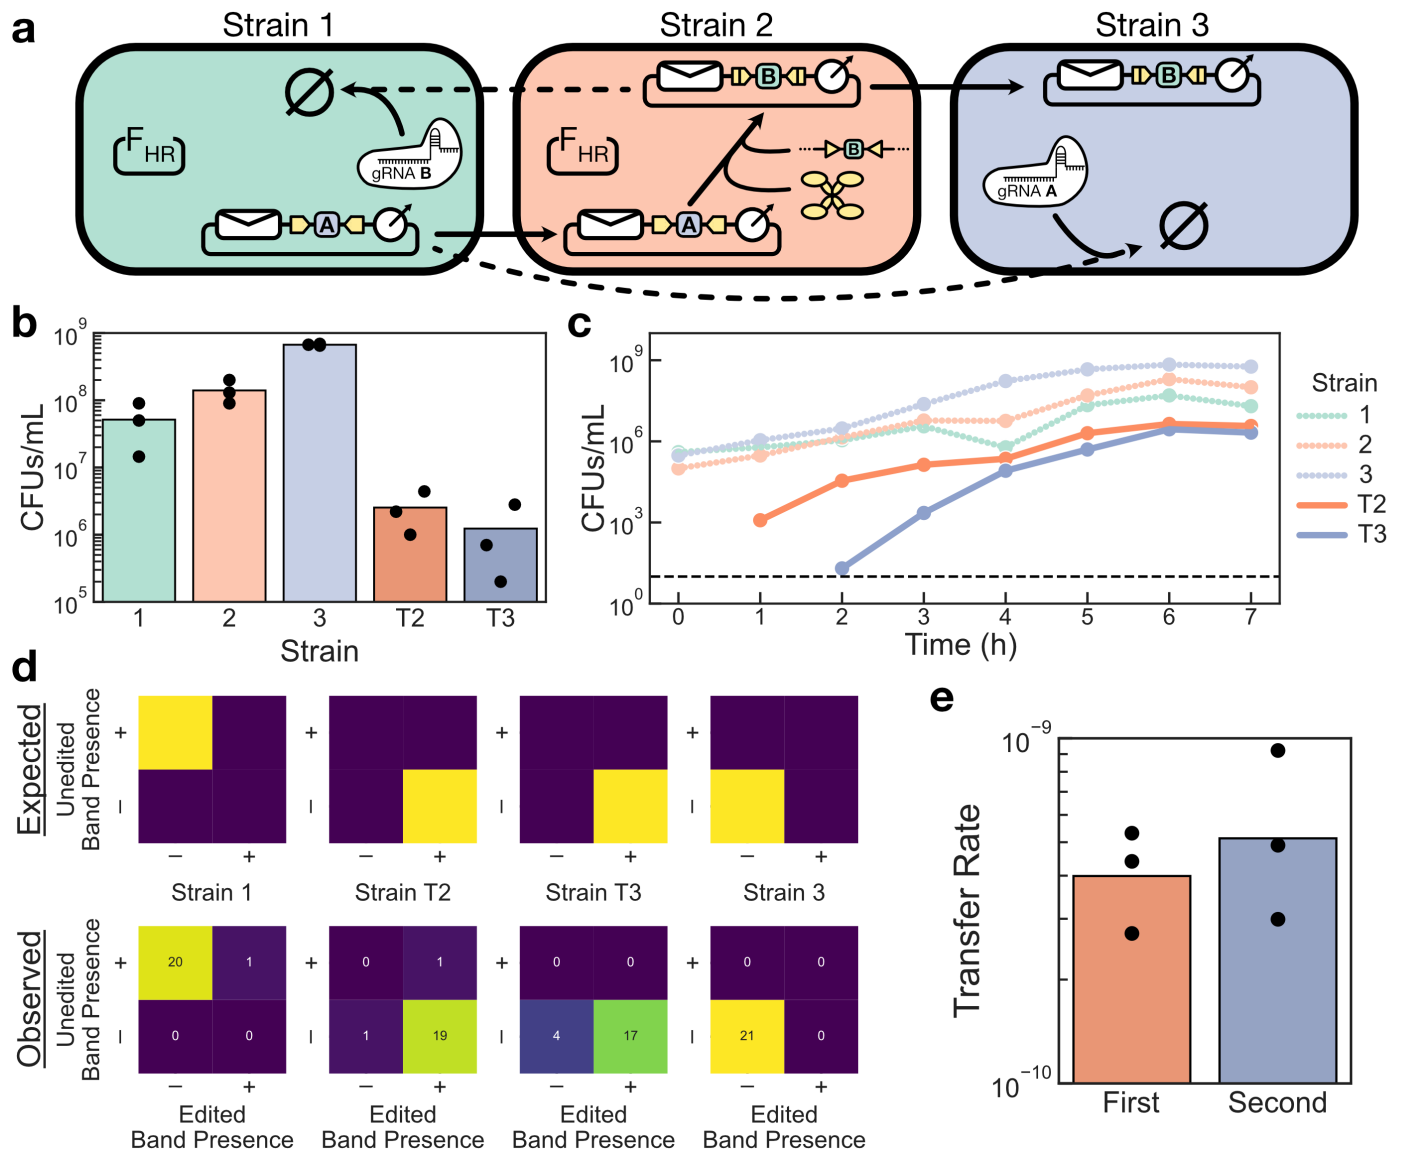 a
Strain 1
Strain 2
Strain 3
B
B
F HR
gRNA B
A
F HR
B
A
gRNA A
b
10^9
10^8
10^7
10^6
10^5
CFUs/mL
1 2 3 T2 T3
Strain
c
10^9
10^6
10^3
10^0
CFUs/mL
0 1 2 3 4 5 6 7
Time (h)
Strain
1
2
3
T2
T3
d
Expected
Unedited
Band Presence
+ + + +
− − − −
− + − + − + − +
Strain 1 Strain T2 Strain T3 Strain 3
Observed
Unedited
Band Presence
+ 20 1 + 0 1 + 0 0 + 0 0
− 0 0 − 1 19 − 4 17 − 21 0
− + − + − + − +
Edited Edited Edited Edited
Band Presence Band Presence Band Presence Band Presence
e
10^−9
10^−10
Transfer Rate
First Second